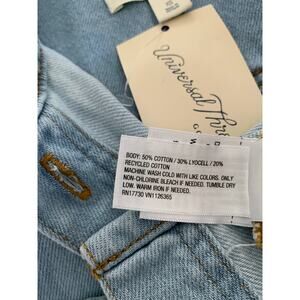 Universal Thr
BODY: 50% COTTON / 30% LYOCELL / 20%
RECYCLED COTTON
MACHINE WASH COLD WITH LIKE COLORS. ONLY
NON-CHLORINE BLEACH IF NEEDED. TUMBLE DRY
LOW. WARM IRON IF NEEDED.
RN17730 VN1126365